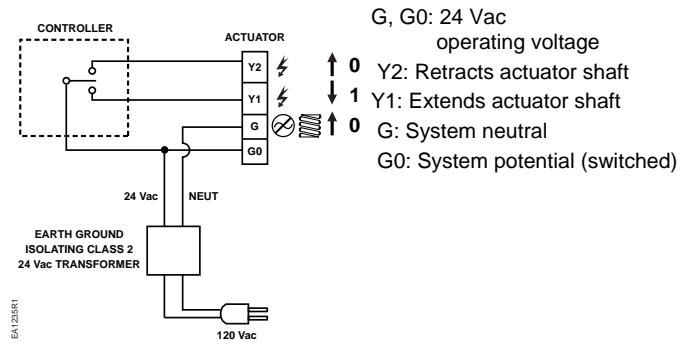 CONTROLLER
ACTUATOR
Y2
Y1
G
G0
0
1
0
G, G0: 24 Vac
operating voltage
Y2: Retracts actuator shaft
Y1: Extends actuator shaft
G: System neutral
G0: System potential (switched)
24 Vac
NEUT
EARTH GROUND
ISOLATING CLASS 2
24 Vac TRANSFORMER
120 Vac
EA1235R1